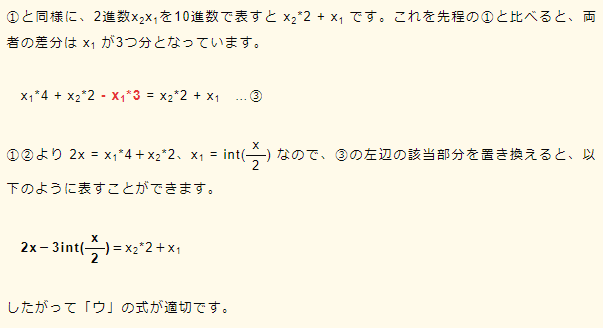 ①と同様に、2進数x₂x₁を10進数で表すと x₂*2 + x₁ です。これを先程の①と比べると、両
者の差分は x₁ が3つ分となっています。
x₁*4 + x₂*2 - x₁*3 = x₂*2 + x₁ …③
①②より 2x = x₁*4＋x₂*2、x₁ = int(x/2) なので、③の左辺の該当部分を置き換えると、以
下のように表すことができます。
2x－3int(x/2)＝x₂*2＋x₁
したがって「ウ」の式が適切です。